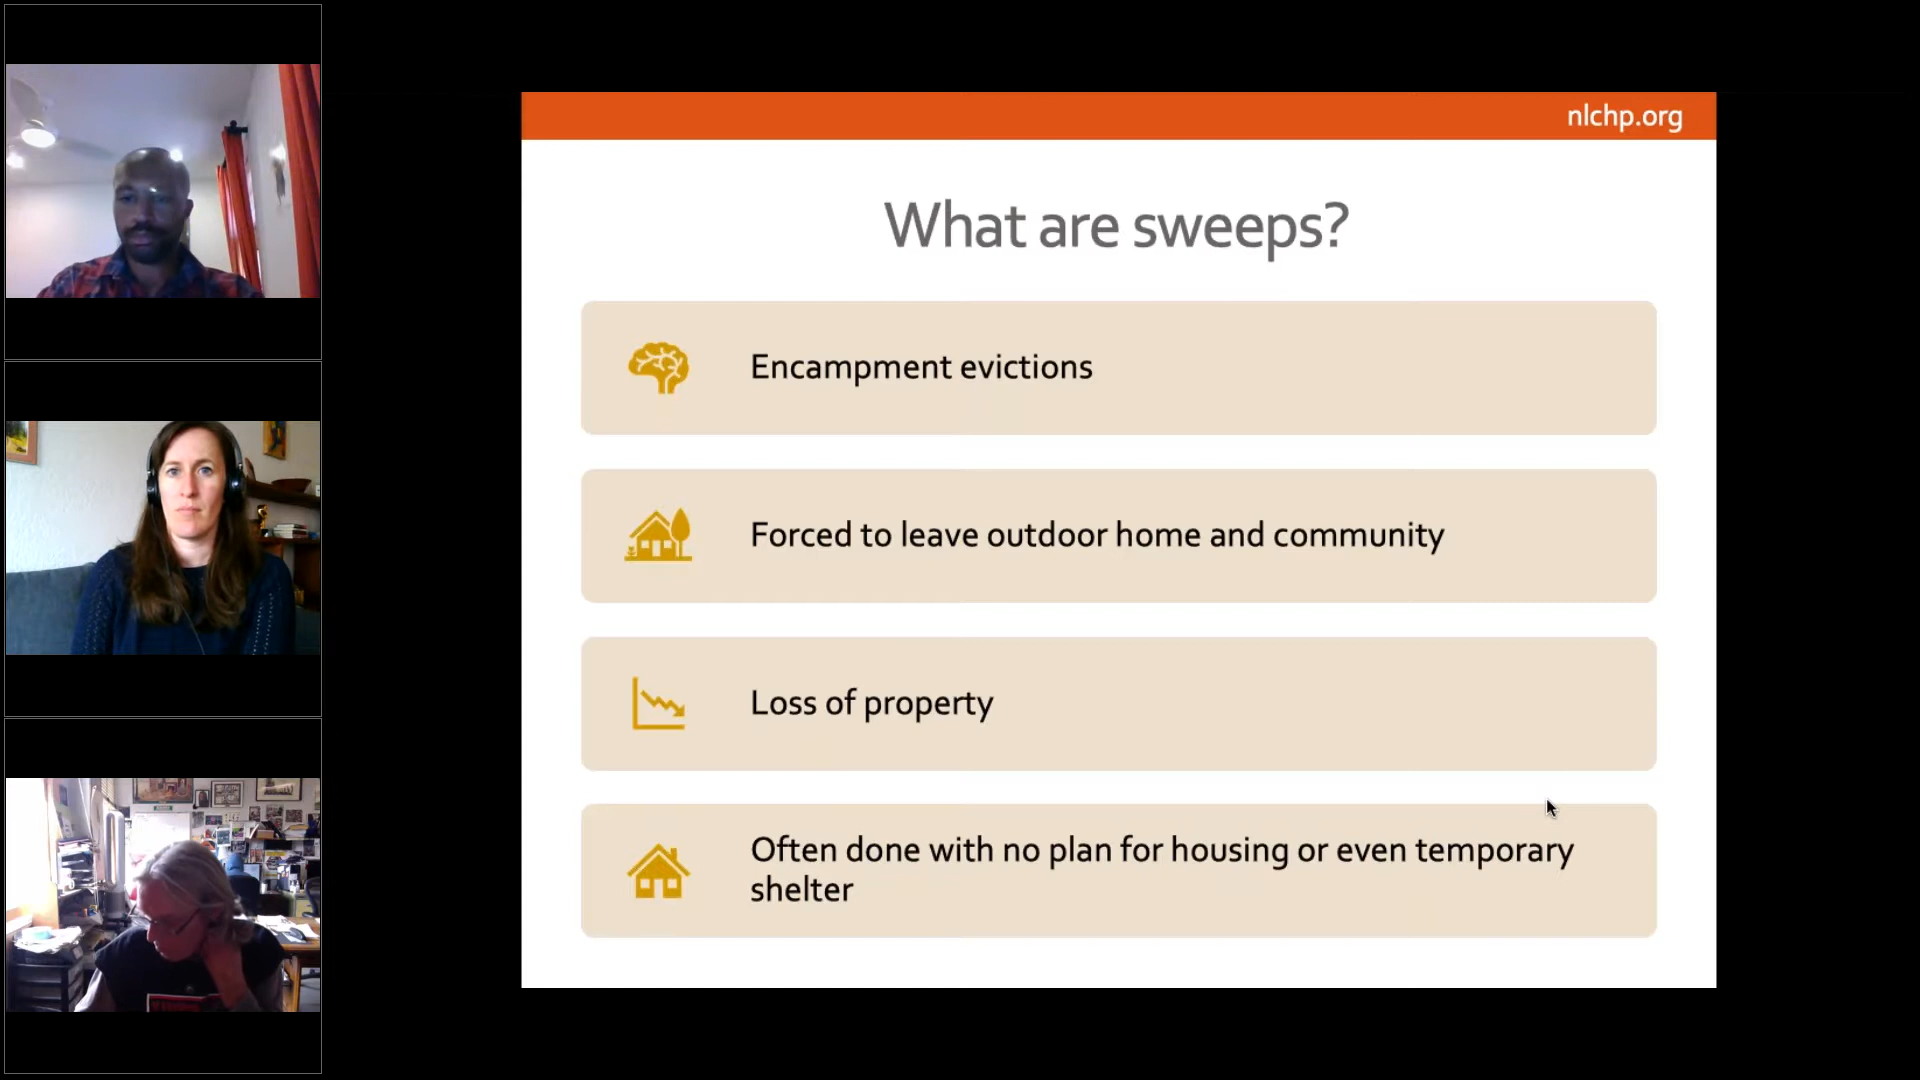 nlchp.org
What are sweeps?
Encampment evictions
Forced to leave outdoor home and community
Loss of property
Often done with no plan for housing or even temporary
shelter